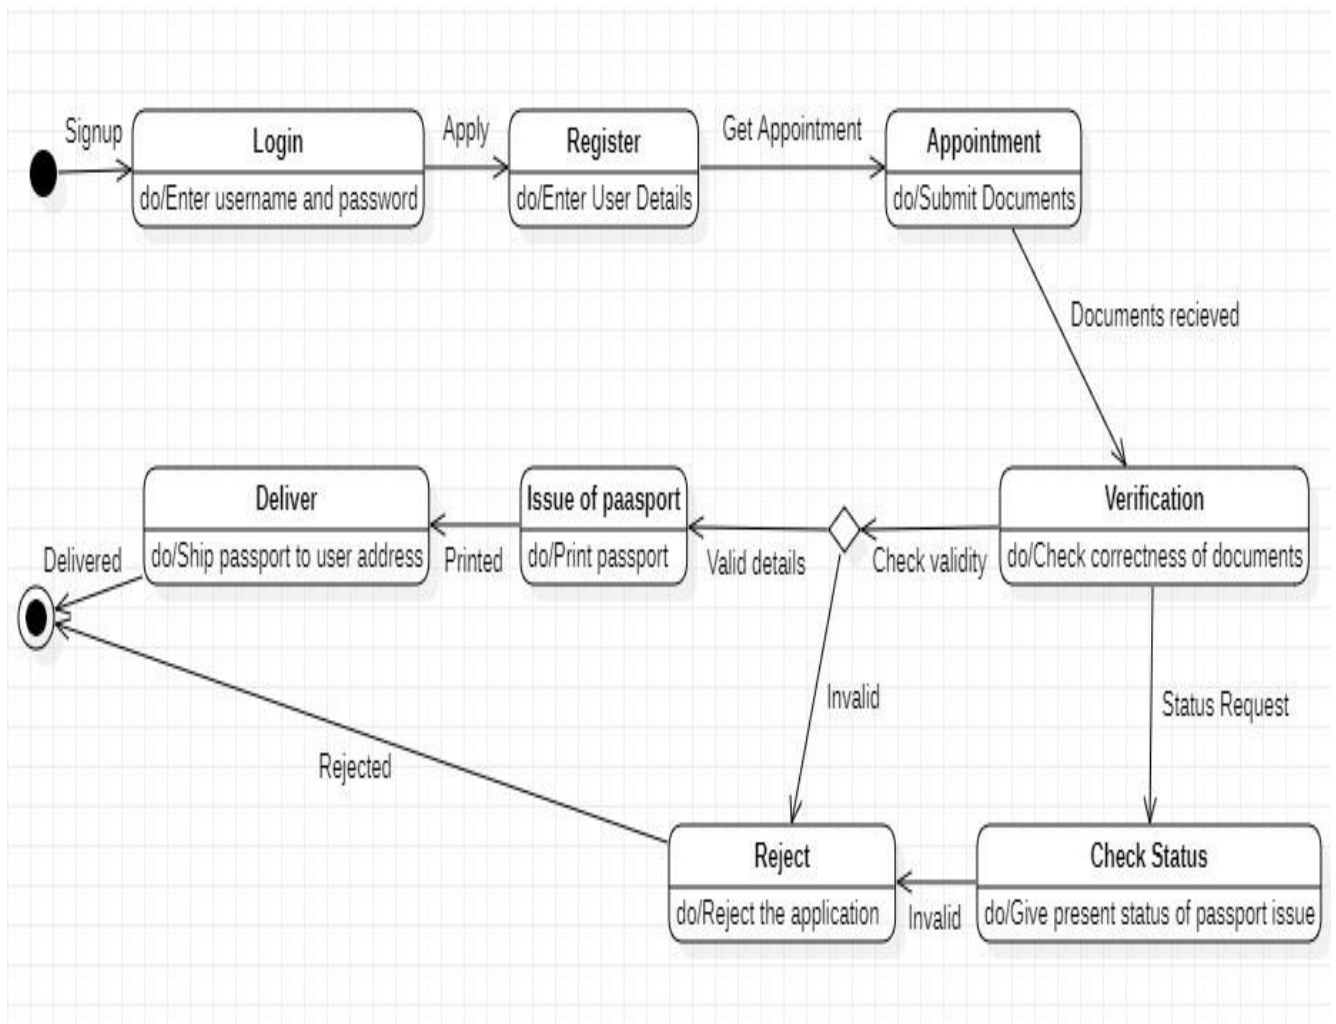 Signup
Login
do/Enter username and password
Apply
Register
do/Enter User Details
Get Appointment
Appointment
do/Submit Documents
Documents recieved
Verification
do/Check correctness of documents
Check validity
Valid details
Issue of paasport
do/Print passport
Printed
Deliver
do/Ship passport to user address
Delivered
Invalid
Status Request
Rejected
Reject
do/Reject the application
Invalid
Check Status
do/Give present status of passport issue